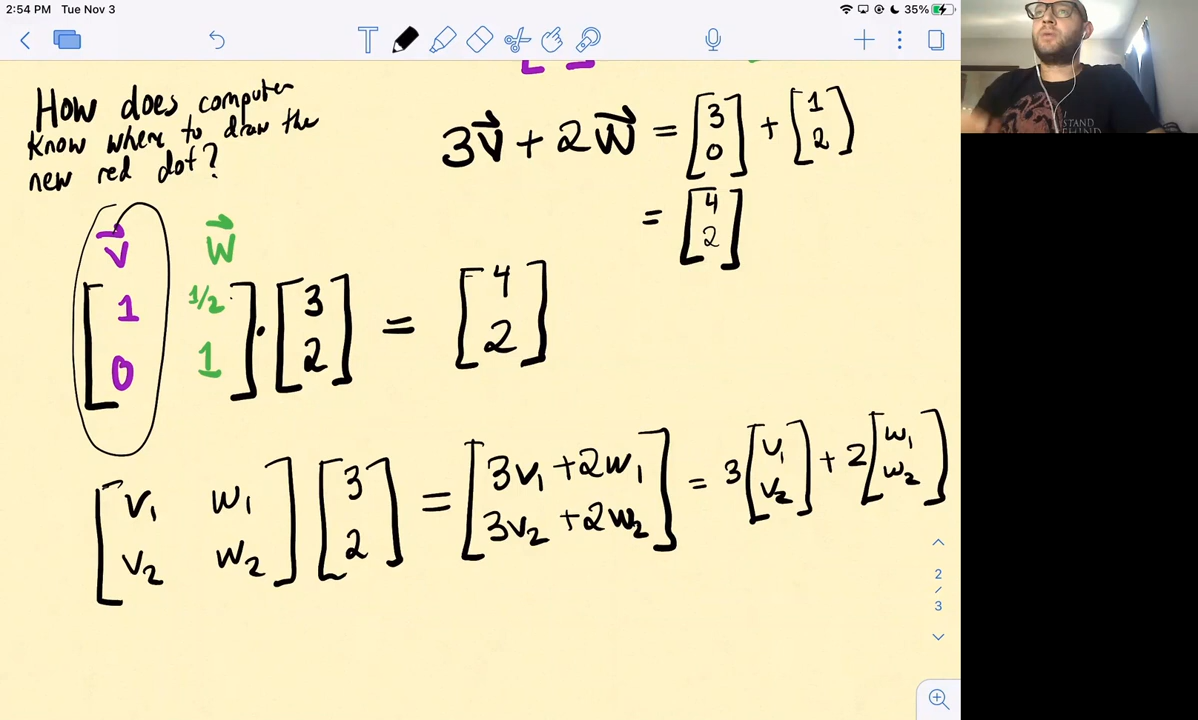 2:54 PM Tue Nov 3
35%
T
How does computer
know where to draw the
new red dot?
3v⃗ + 2w⃗ = [3 0] + [1 2]
= [4 2]
v⃗ w⃗
[1 1/2
0 1] · [3 2] = [4 2]
[v₁ w₁
v₂ w₂] [3 2] = [3v₁ + 2w₁
3v₂ + 2w₂] = 3[v₁ v₂] + 2[w₁ w₂]
2
/
3
I
STAND
BEHIND